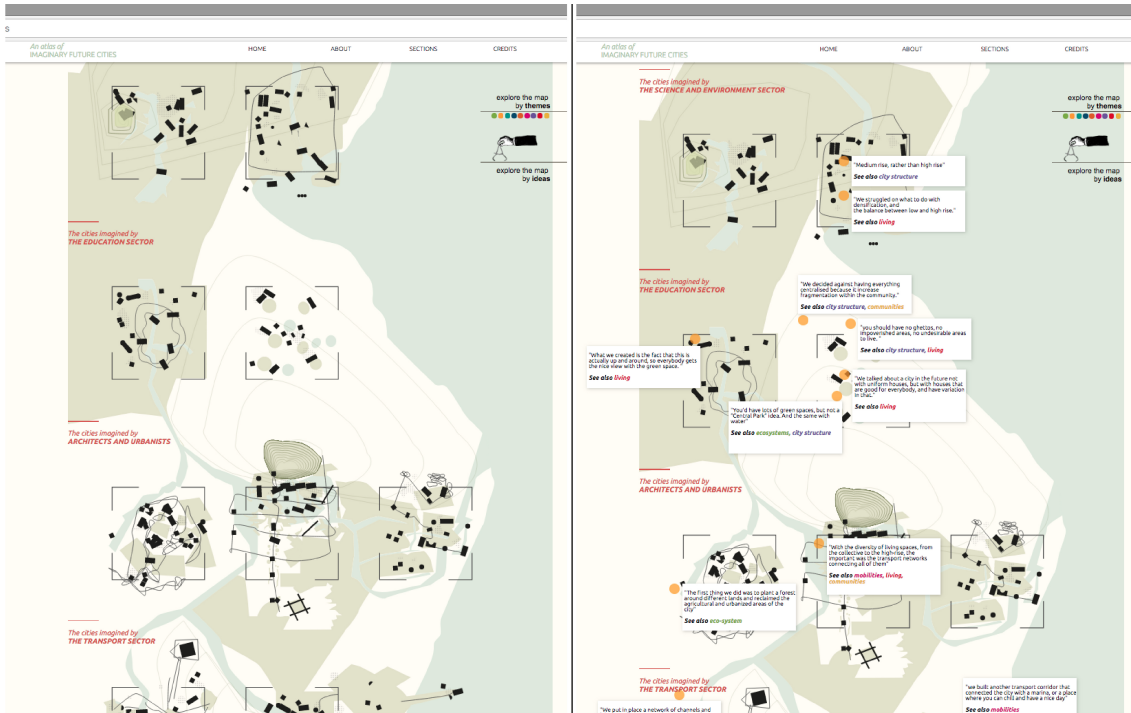 S
An atlas of
IMAGINARY FUTURE CITIES
HOME
ABOUT
SECTIONS
CREDITS
explore the map
by themes
explore the map
by ideas
The cities imagined by
THE EDUCATION SECTOR
The cities imagined by
ARCHITECTS AND URBANISTS
The cities imagined by
THE TRANSPORT SECTOR
An atlas of
IMAGINARY FUTURE CITIES
HOME
ABOUT
SECTIONS
CREDITS
The cities imagined by
THE SCIENCE AND ENVIRONMENT SECTOR
explore the map
by themes
explore the map
by ideas
"Medium rise, rather than high rise"
See also city structure
"We struggled on what to do with
densification, and
the balance between low and high rise."
See also living
The cities imagined by
THE EDUCATION SECTOR
"We decided against having everything
centralised because it increase
fragmentation within the community."
See also city structure, communities
"you should have no ghettos, no
impoverished areas, no undesirable areas
to live. "
See also city structure, living
"What we created is the fact that this is
actually up and around, so everybody gets
the nice view with the green space. "
See also living
"We talked about a city in the future not
with uniform houses, but with houses that
are good for everybody, and have variation
in that."
See also living
"You'd have lots of green spaces, but not a
"Central Park" idea. And the same with
water"
See also ecosystems, city structure
The cities imagined by
ARCHITECTS AND URBANISTS
"With the diversity of living spaces, from
the collective to the high-rise, the
important was the transport networks
connecting all of them"
See also mobilities, living,
communities
"The first thing we did was to plant a forest
around different lands and reclaimed the
agricultural and urbanized areas of the
city"
See also eco-system
The cities imagined by
THE TRANSPORT SECTOR
"we built another transport corridor that
connected the city with a marina, or a place
where you can chill and have a nice day"
See also mobilities
"We put in place a network of channels and